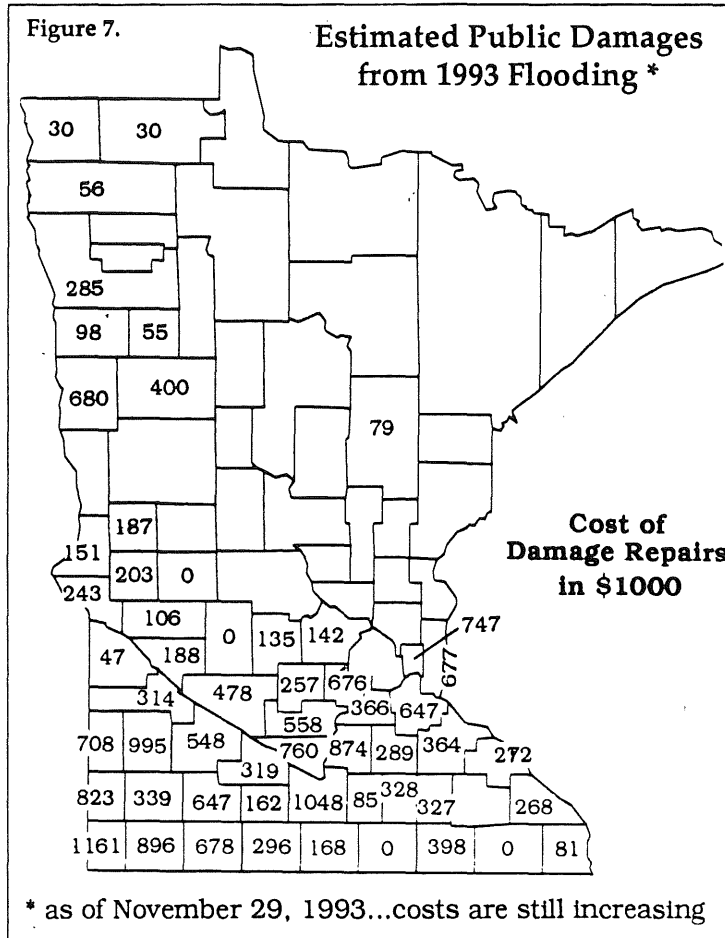 Figure 7.
Estimated Public Damages
from 1993 Flooding *
30 30
56
285
98 55
680 400
79
187
151
203 0
243
Cost of
Damage Repairs
in $1000
106
0 135 142
747
47 188
677
314 478 257 676
366 647
558
708 995 548 760 874 289 364 272
319
823 339 647 162 1048 85 328 327 268
1161 896 678 296 168 0 398 0 81
* as of November 29, 1993...costs are still increasing